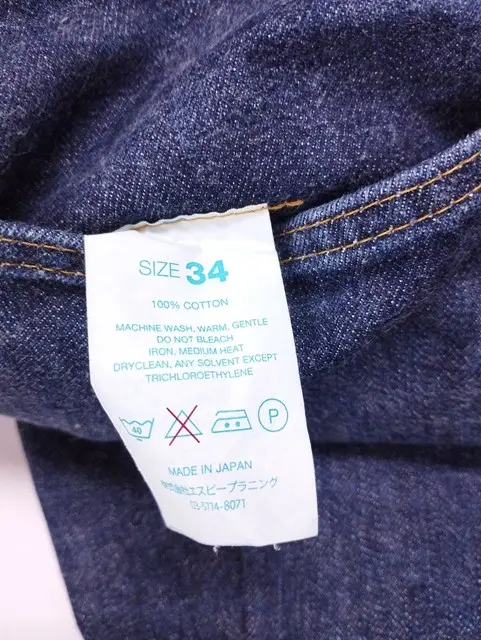 SIZE 34
100% COTTON
MACHINE WASH, WARM, GENTLE
DO NOT BLEACH
IRON, MEDIUM HEAT
DRYCLEAN, ANY SOLVENT EXCEPT
TRICHLOROETHYLENE
40 P
MADE IN JAPAN
株式会社エスピープラニング
03-5774-8071